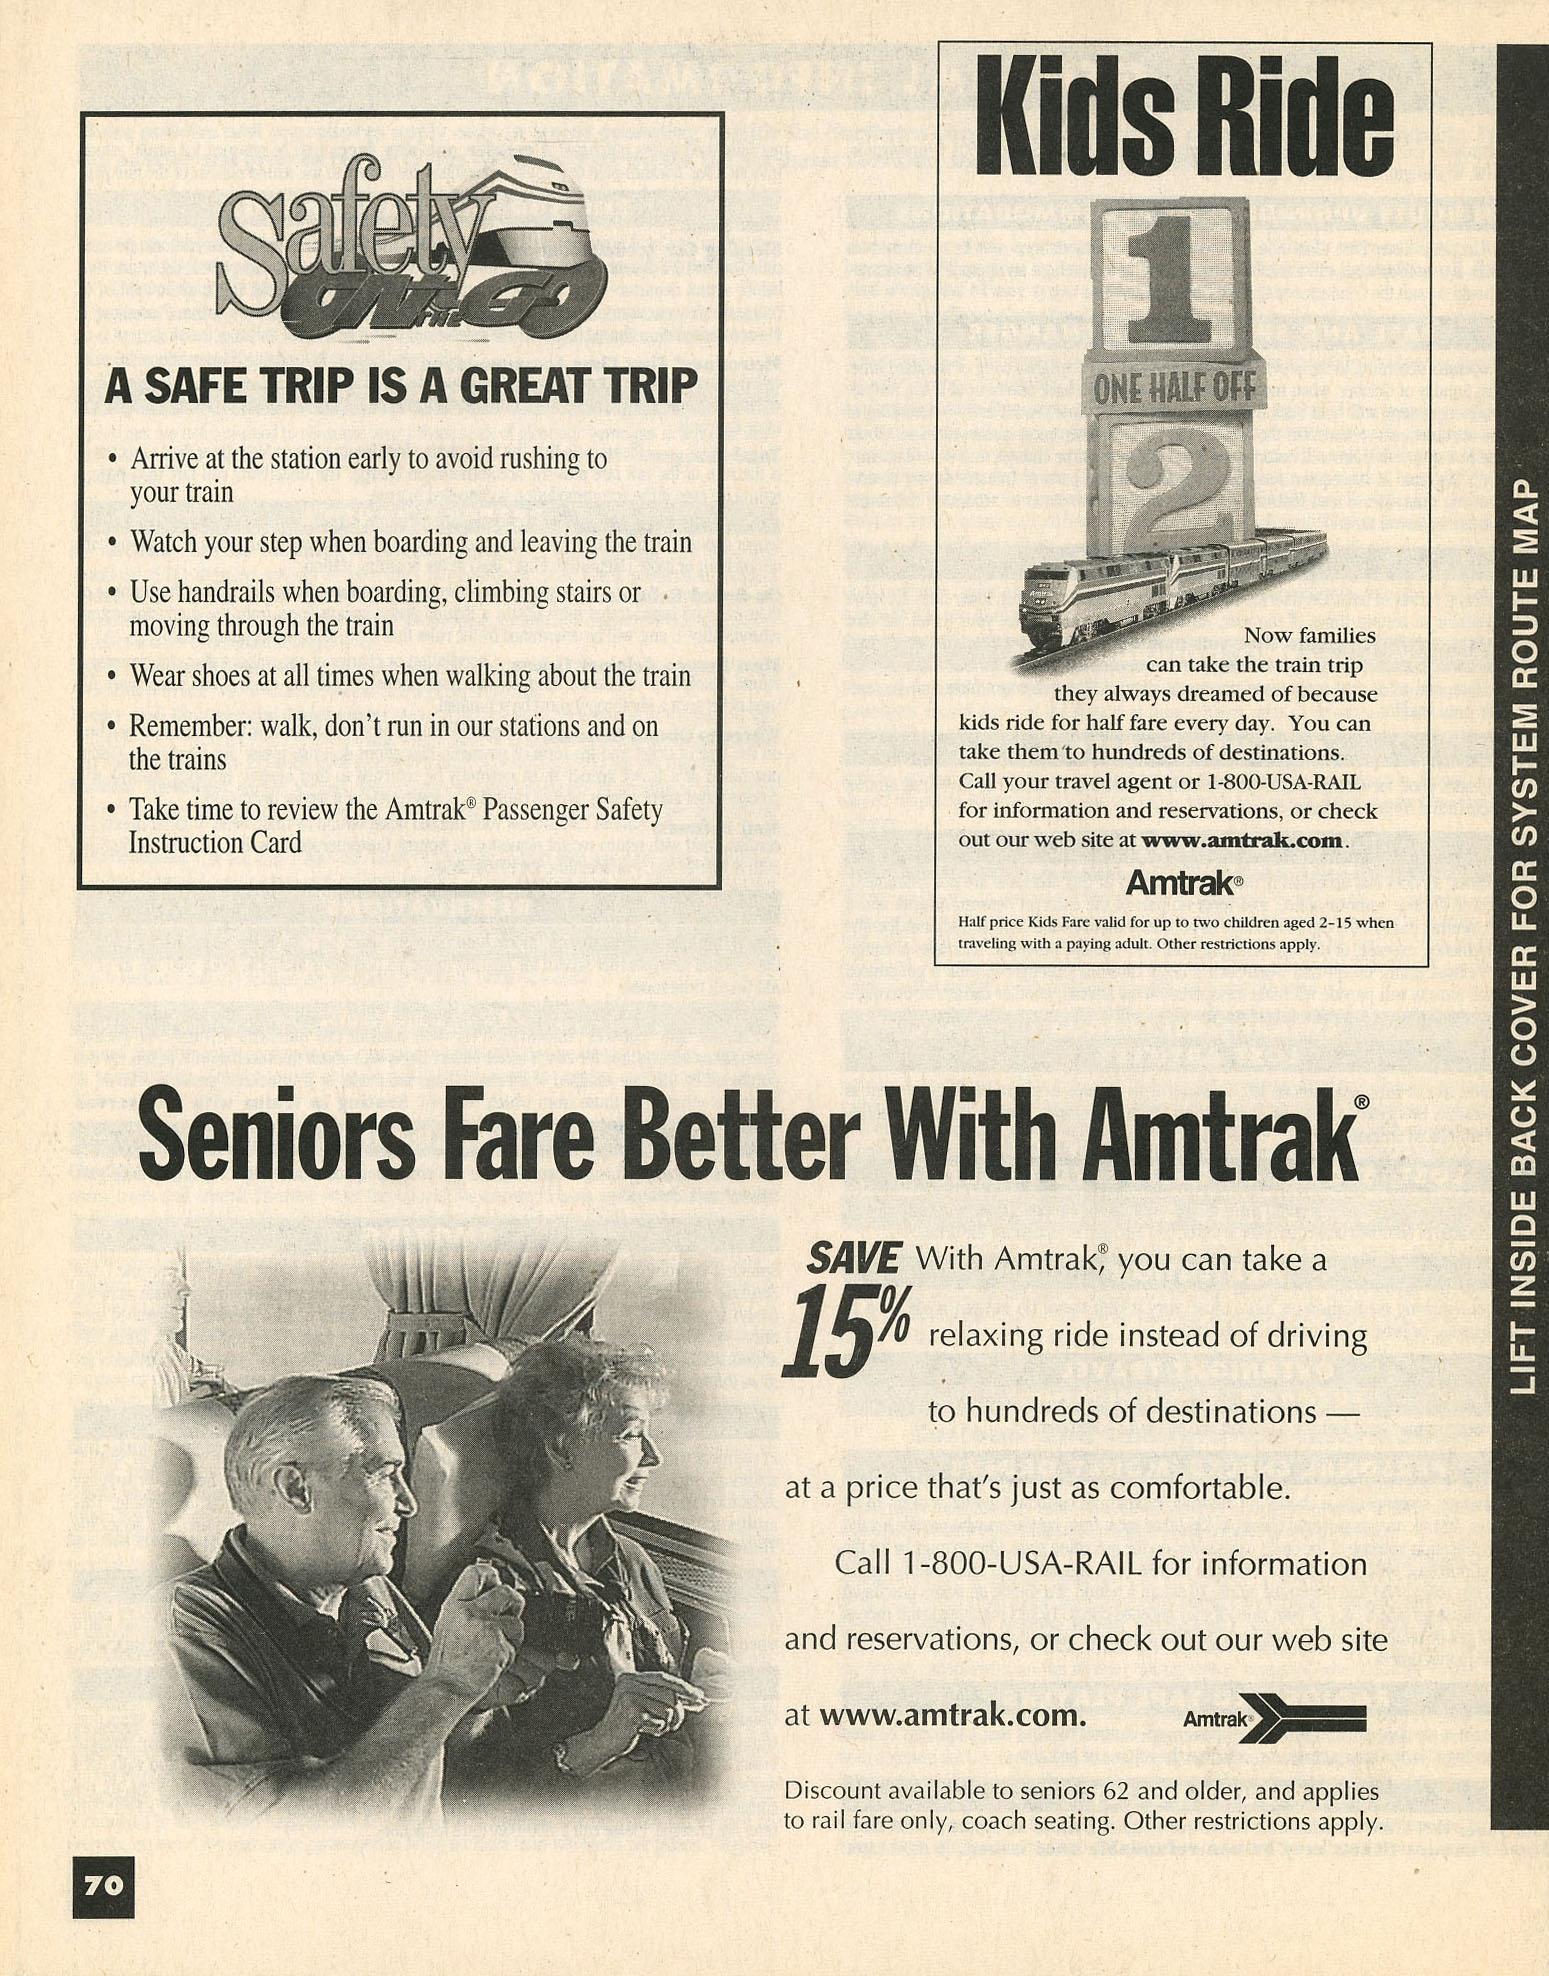 Safety
ON THE GO
A SAFE TRIP IS A GREAT TRIP
• Arrive at the station early to avoid rushing to
your train
• Watch your step when boarding and leaving the train
• Use handrails when boarding, climbing stairs or
moving through the train
• Wear shoes at all times when walking about the train
• Remember: walk, don't run in our stations and on
the trains
• Take time to review the Amtrak® Passenger Safety
Instruction Card
Kids Ride
1
ONE HALF OFF
2
Amtrak
Now families
can take the train trip
they always dreamed of because
kids ride for half fare every day. You can
take them to hundreds of destinations.
Call your travel agent or 1-800-USA-RAIL
for information and reservations, or check
out our web site at www.amtrak.com.
Amtrak®
Half price Kids Fare valid for up to two children aged 2-15 when
traveling with a paying adult. Other restrictions apply.
LIFT INSIDE BACK COVER FOR SYSTEM ROUTE MAP
Seniors Fare Better With Amtrak®
SAVE
15%
With Amtrak®, you can take a
relaxing ride instead of driving
to hundreds of destinations —
at a price that's just as comfortable.
Call 1-800-USA-RAIL for information
and reservations, or check out our web site
at www.amtrak.com.
Amtrak®
Discount available to seniors 62 and older, and applies
to rail fare only, coach seating. Other restrictions apply.
70